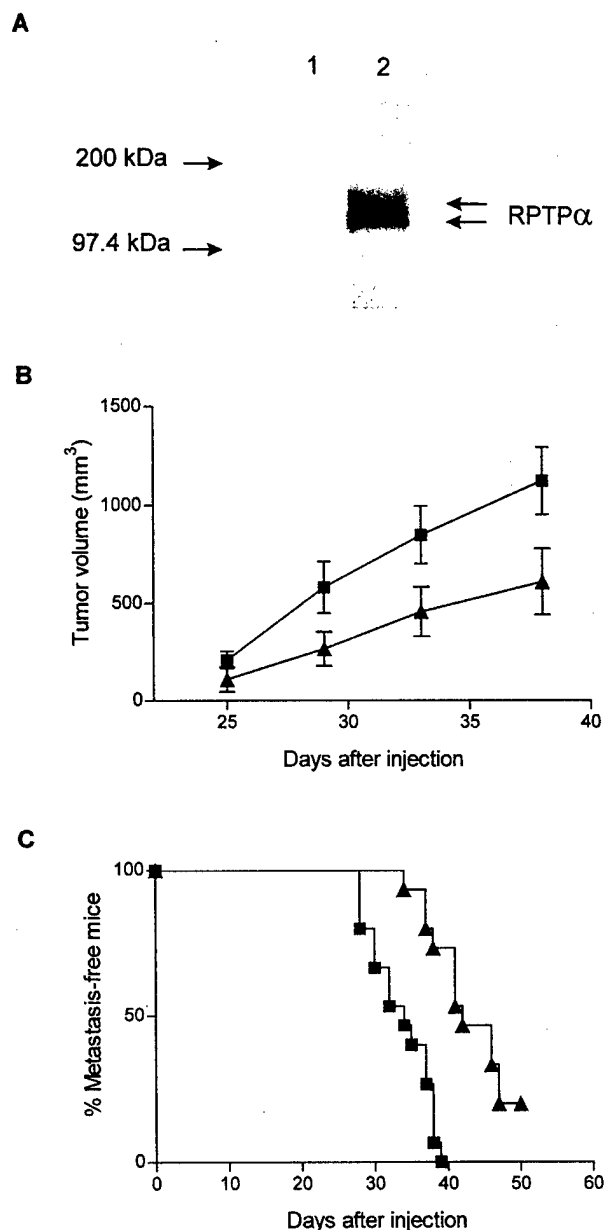 A
1 2
200 kDa
RPTPα
97.4 kDa
B
1500
1000
500
0
Tumor volume (mm³)
25 30 35 40
Days after injection
C
100
50
0
% Metastasis-free mice
0 10 20 30 40 50 60
Days after injection